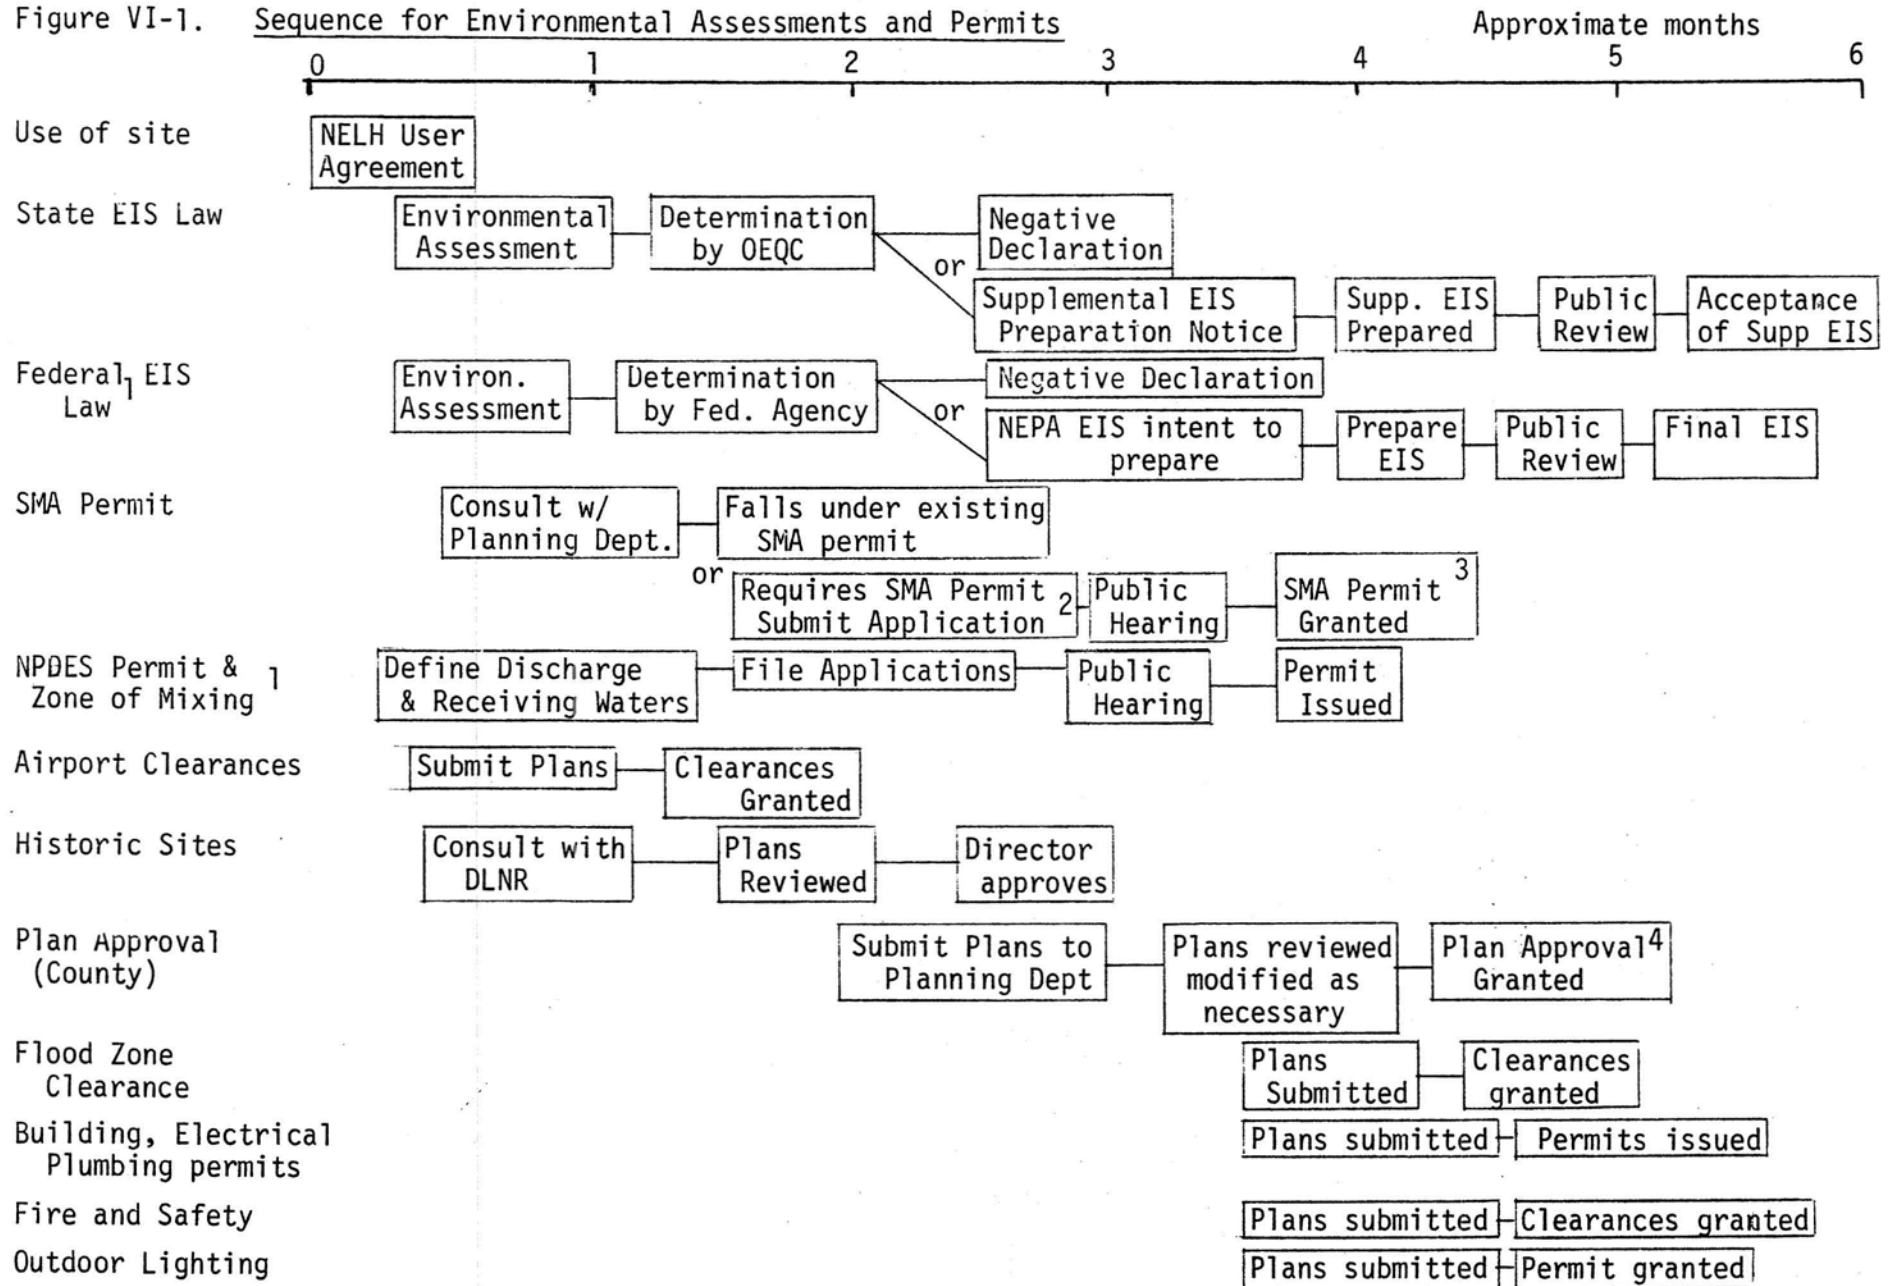 Figure VI-1. Sequence for Environmental Assessments and Permits Approximate months
0 1 2 3 4 5 6
Use of site
NELH User
Agreement
State EIS Law
Environmental
Assessment
Determination
by OEQC
or
Negative
Declaration
Supplemental EIS
Preparation Notice
Supp. EIS
Prepared
Public
Review
Acceptance
of Supp EIS
Federal1 EIS
Law
Environ.
Assessment
Determination
by Fed. Agency
or
Negative Declaration
NEPA EIS intent to
prepare
Prepare
EIS
Public
Review
Final EIS
SMA Permit
Consult w/
Planning Dept.
Falls under existing
SMA permit
or
Requires SMA Permit
Submit Application 2
Public
Hearing
SMA Permit 3
Granted
NPDES Permit & 1
Zone of Mixing
Define Discharge
& Receiving Waters
File Applications
Public
Hearing
Permit
Issued
Airport Clearances
Submit Plans
Clearances
Granted
Historic Sites
Consult with
DLNR
Plans
Reviewed
Director
approves
Plan Approval
(County)
Submit Plans to
Planning Dept
Plans reviewed
modified as
necessary
Plan Approval4
Granted
Flood Zone
Clearance
Plans
Submitted
Clearances
granted
Building, Electrical
Plumbing permits
Plans submitted
Permits issued
Fire and Safety
Plans submitted
Clearances granted
Outdoor Lighting
Plans submitted
Permit granted